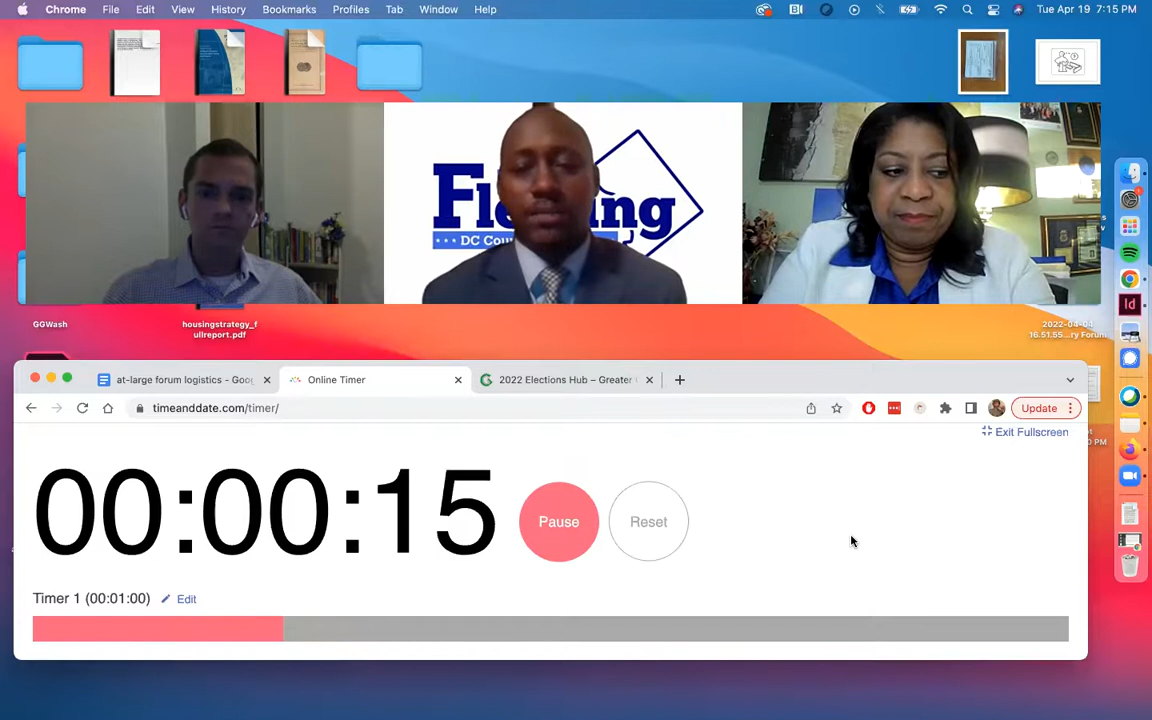 Chrome File Edit View History Bookmarks Profiles Tab Window Help Tue Apr 19 7:15 PM
DC Cou
GGWash
housingstrategy_f
ullreport.pdf
2022-04-04
16.51.55...ry Forum
at-large forum logistics - Goo
Online Timer
2022 Elections Hub – Greater
timeanddate.com/timer/
Update
Exit Fullscreen
00:00:15
Pause
Reset
Timer 1 (00:01:00) Edit